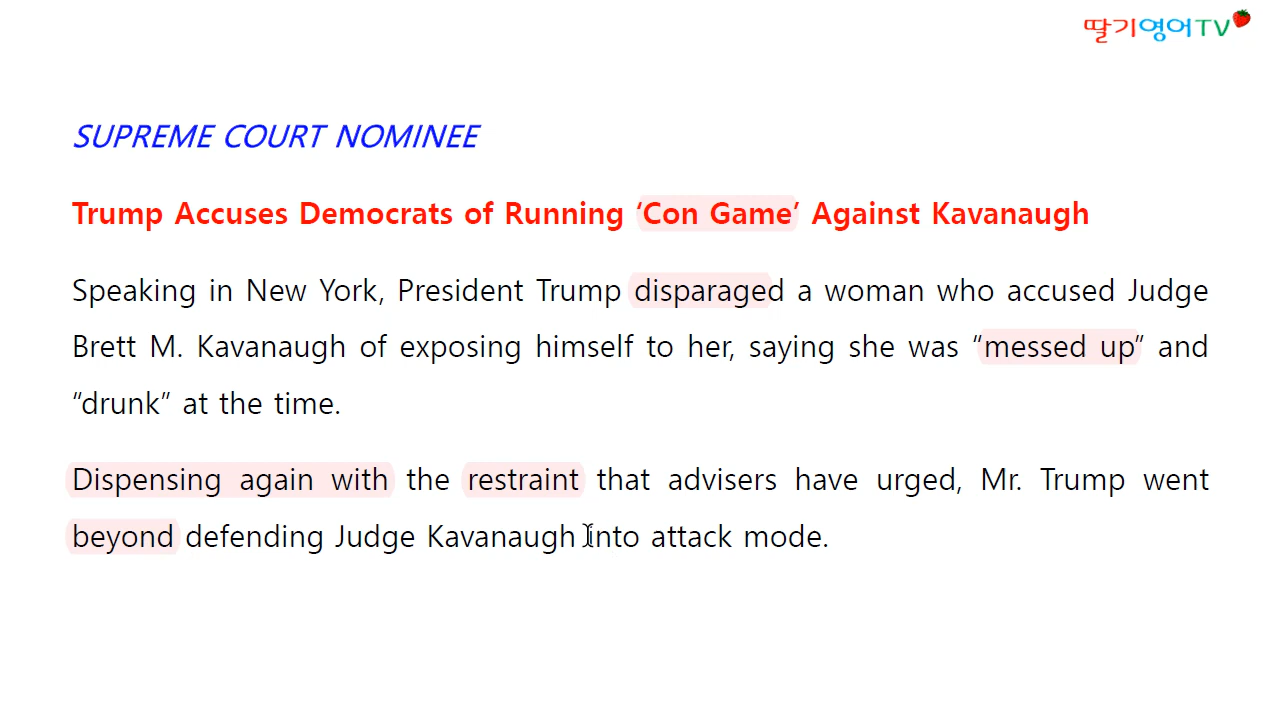 딸기영어TV
SUPREME COURT NOMINEE
Trump Accuses Democrats of Running ‘Con Game’ Against Kavanaugh
Speaking in New York, President Trump disparaged a woman who accused Judge
Brett M. Kavanaugh of exposing himself to her, saying she was “messed up” and
“drunk” at the time.
Dispensing again with the restraint that advisers have urged, Mr. Trump went
beyond defending Judge Kavanaugh into attack mode.